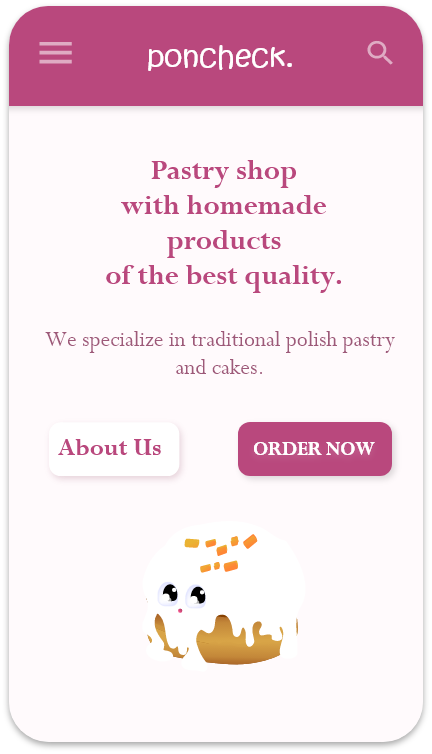 poncheck.
Pastry shop
with homemade
products
of the best quality.
We specialize in traditional polish pastry
and cakes.
About Us
ORDER NOW